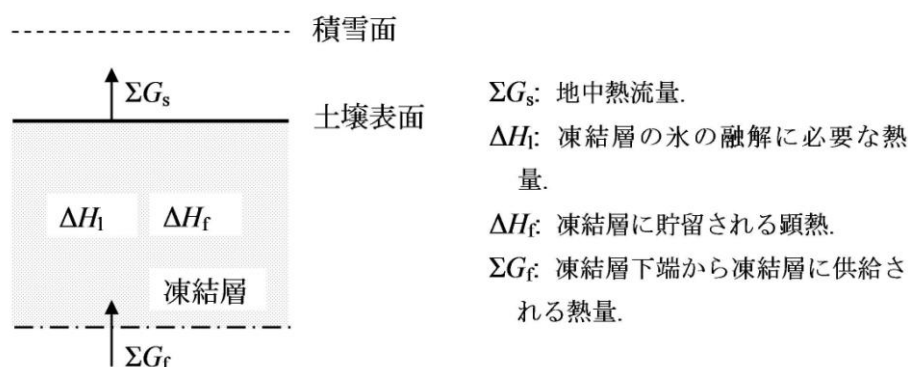 積雪面
ΣGs
土壌表面
ΔHl
ΔHf
凍結層
ΣGf
ΣGs: 地中熱流量.
ΔHl: 凍結層の氷の融解に必要な熱
量.
ΔHf: 凍結層に貯留される顕熱.
ΣGf: 凍結層下端から凍結層に供給さ
れる熱量.